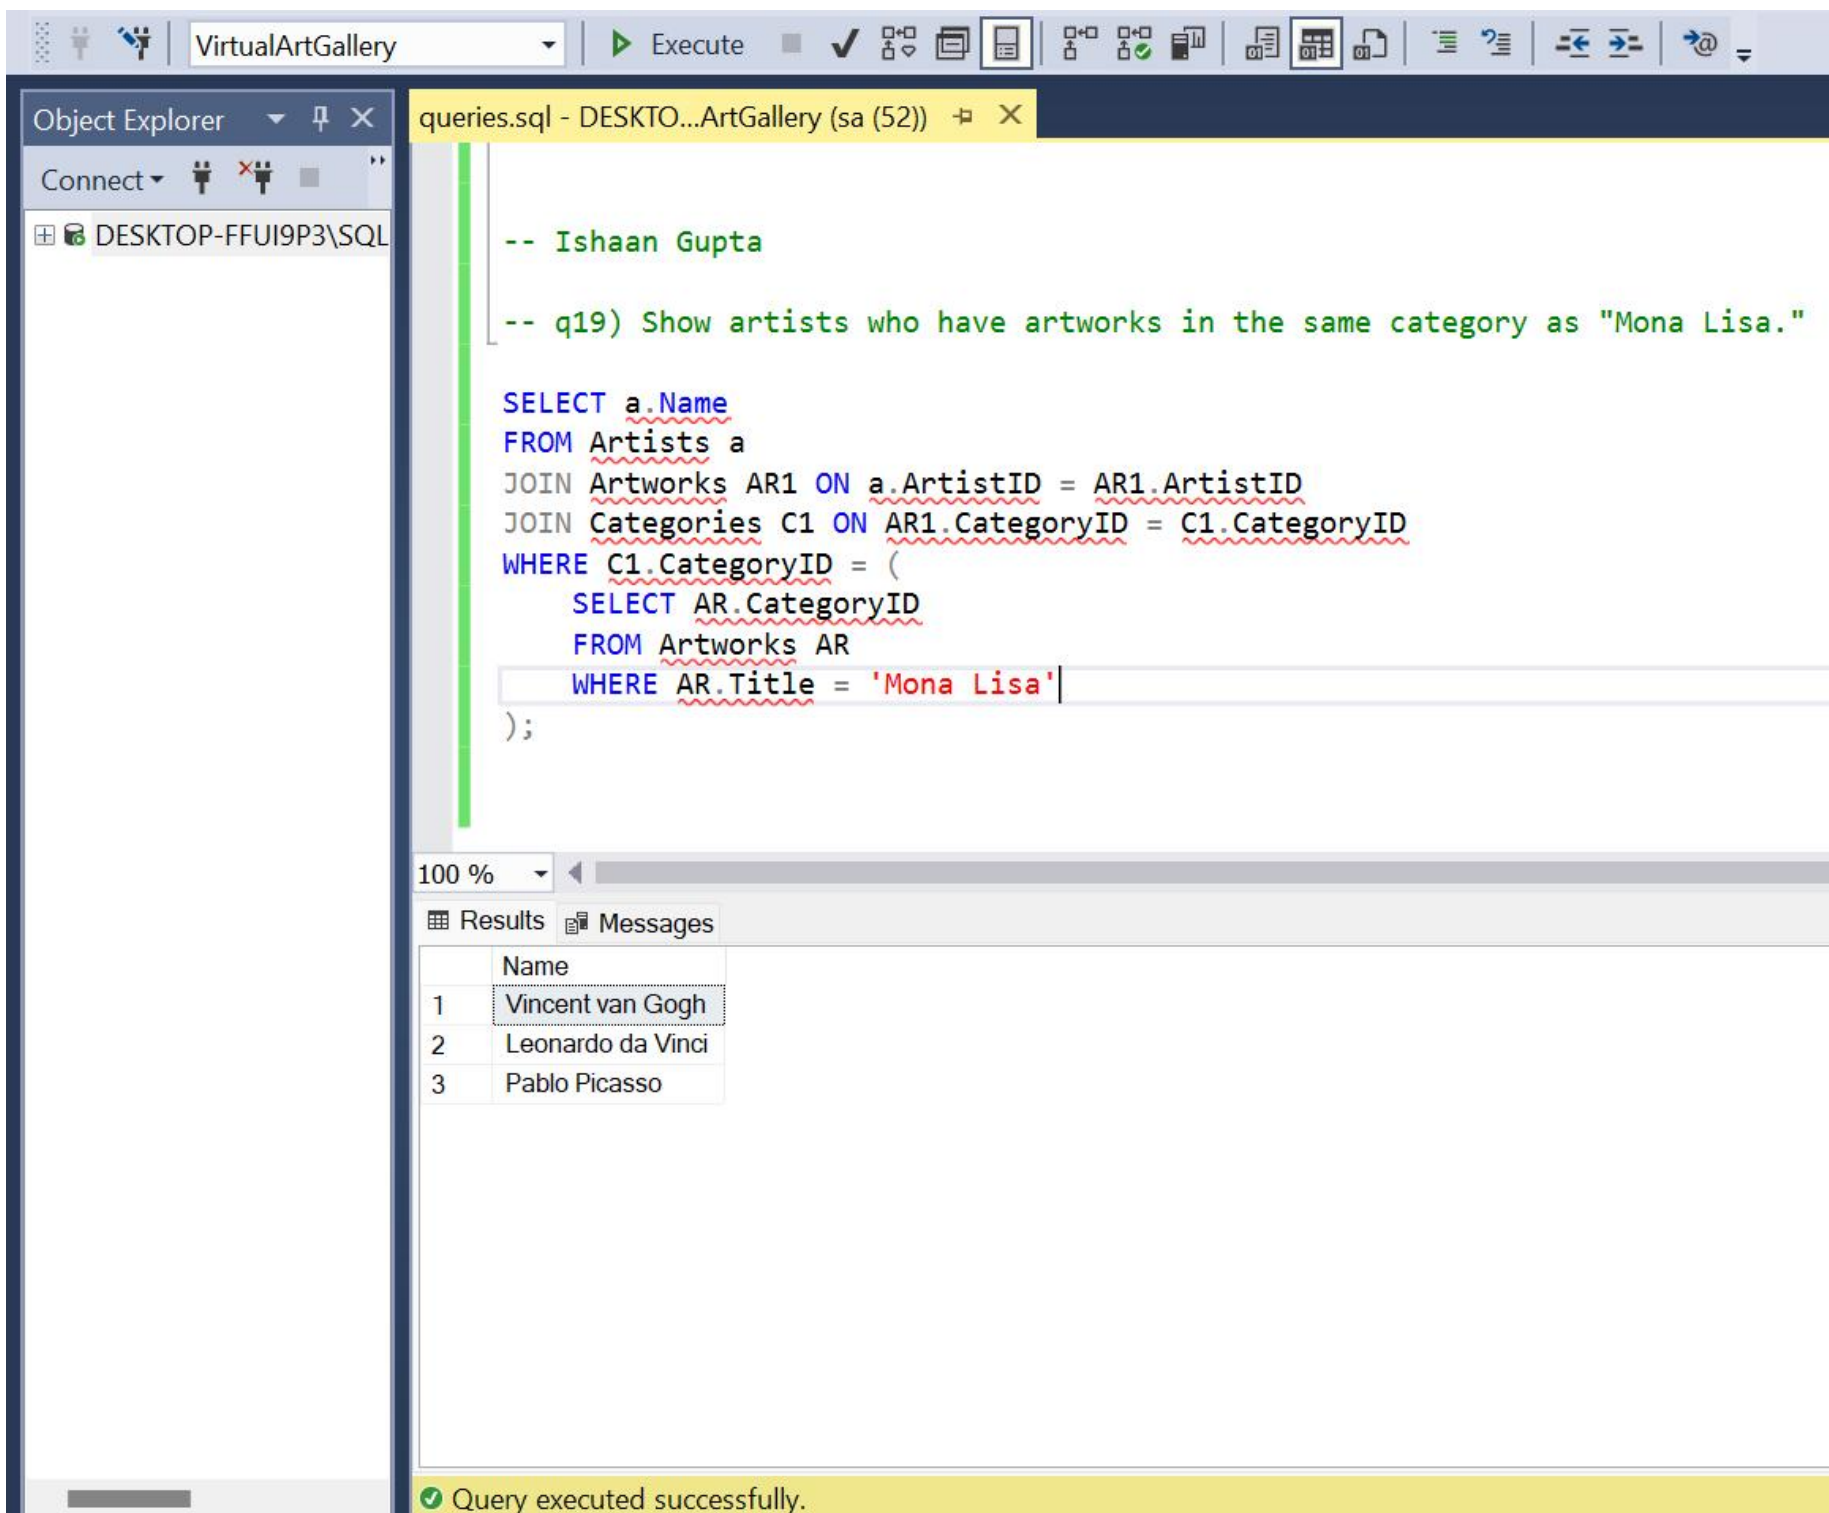 VirtualArtGallery
Execute
Object Explorer
Connect
DESKTOP-FFUI9P3\SQL
queries.sql - DESKTO...ArtGallery (sa (52))
-- Ishaan Gupta
-- q19) Show artists who have artworks in the same category as "Mona Lisa."
SELECT a.Name
FROM Artists a
JOIN Artworks AR1 ON a.ArtistID = AR1.ArtistID
JOIN Categories C1 ON AR1.CategoryID = C1.CategoryID
WHERE C1.CategoryID = (
SELECT AR.CategoryID
FROM Artworks AR
WHERE AR.Title = 'Mona Lisa'
);
100 %
Results Messages
Name
1 Vincent van Gogh
2 Leonardo da Vinci
3 Pablo Picasso
Query executed successfully.